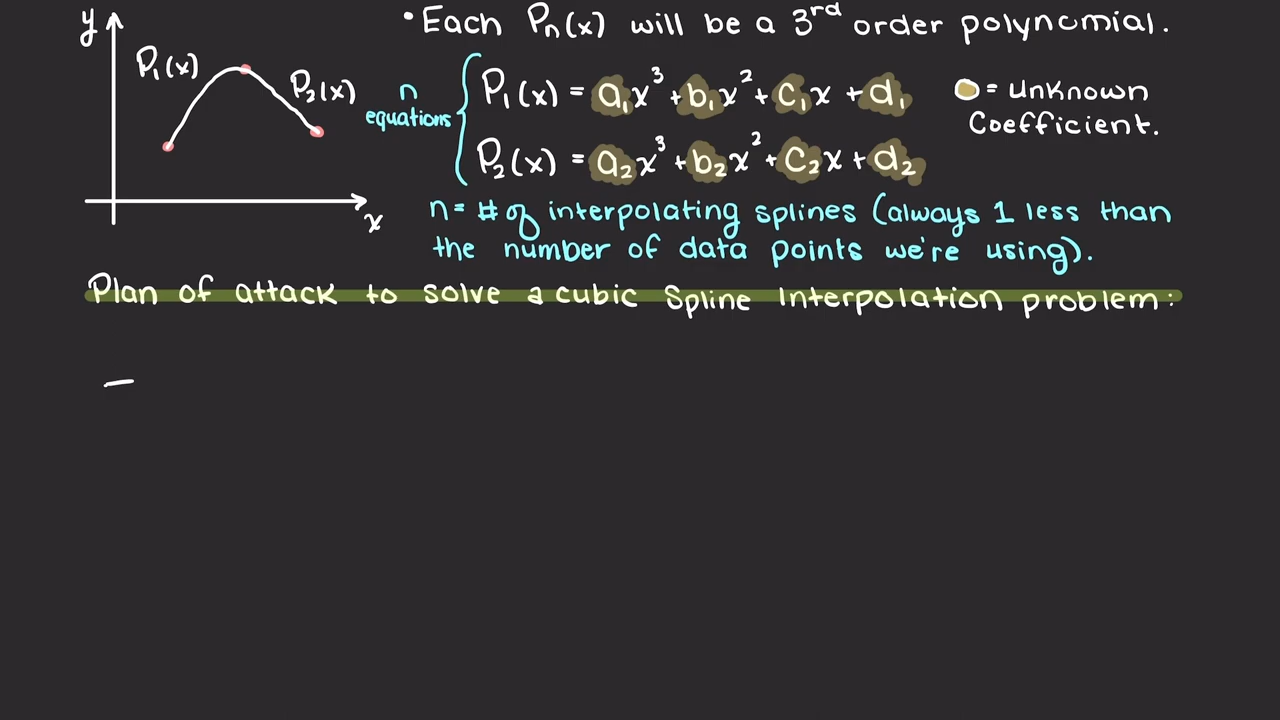 y
• Each Pₙ(x) will be a 3ʳᵈ order polynomial.
P₁(x)
P₂(x)
n equations
P₁(x) = a₁x³ + b₁x² + c₁x + d₁
= unknown
coefficient.
P₂(x) = a₂x³ + b₂x² + c₂x + d₂
x
n = # of interpolating splines (always 1 less than
the number of data points we're using).
Plan of attack to solve a cubic Spline Interpolation problem: